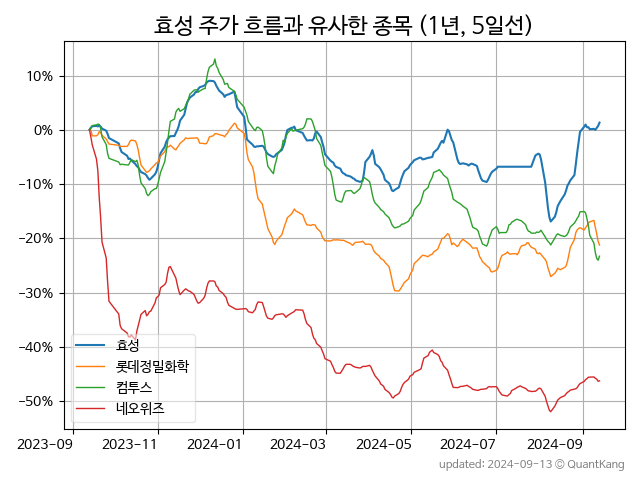 효성 주가 흐름과 유사한 종목 (1년, 5일선)
10%
0%
−10%
−20%
−30%
−40%
−50%
효성
롯데정밀화학
컴투스
네오위즈
2023-09
2023-11
2024-01
2024-03
2024-05
2024-07
2024-09
updated: 2024-09-13 © QuantKang